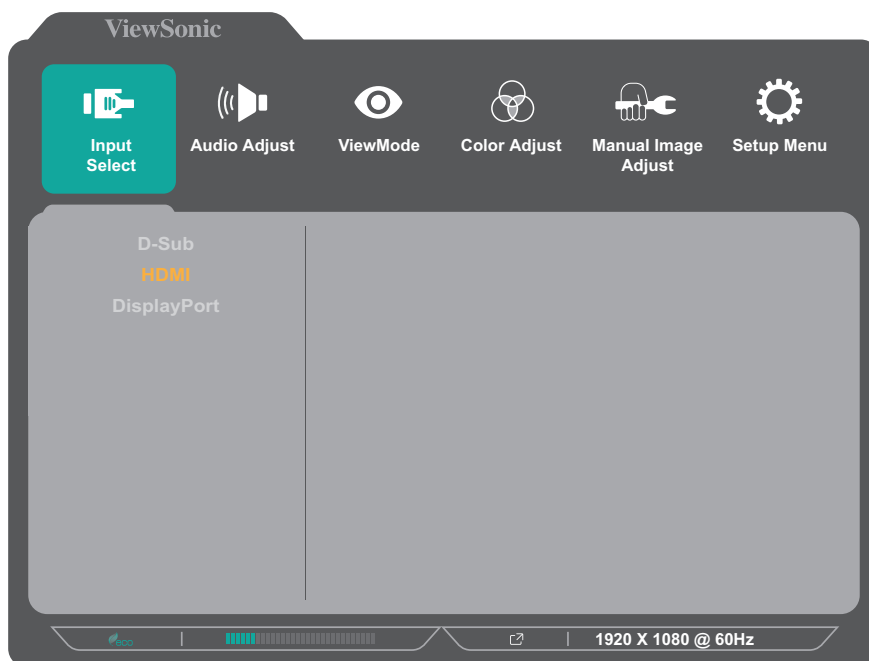 ViewSonic
Input
Select
Audio Adjust
ViewMode
Color Adjust
Manual Image
Adjust
Setup Menu
D-Sub
HDMI
DisplayPort
eco
1920 X 1080 @ 60Hz